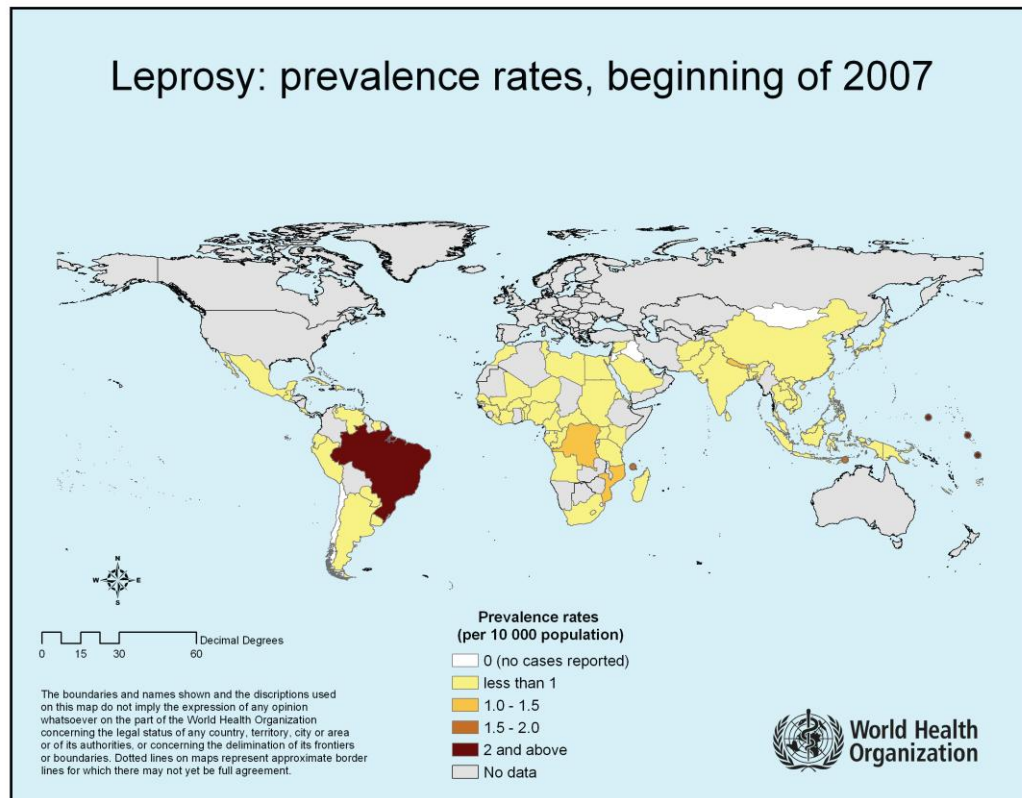 Leprosy: prevalence rates, beginning of 2007
N
W E
S
Decimal Degrees
0 15 30 60
The boundaries and names shown and the discriptions used
on this map do not imply the expression of any opinion
whatsoever on the part of the World Health Organization
concerning the legal status of any country, territory, city or area
or of its authorities, or concerning the delimination of its frontiers
or boundaries. Dotted lines on maps represent approximate border
lines for which there may not yet be full agreement.
Prevalence rates
(per 10 000 population)
0 (no cases reported)
less than 1
1.0 - 1.5
1.5 - 2.0
2 and above
No data
World Health
Organization